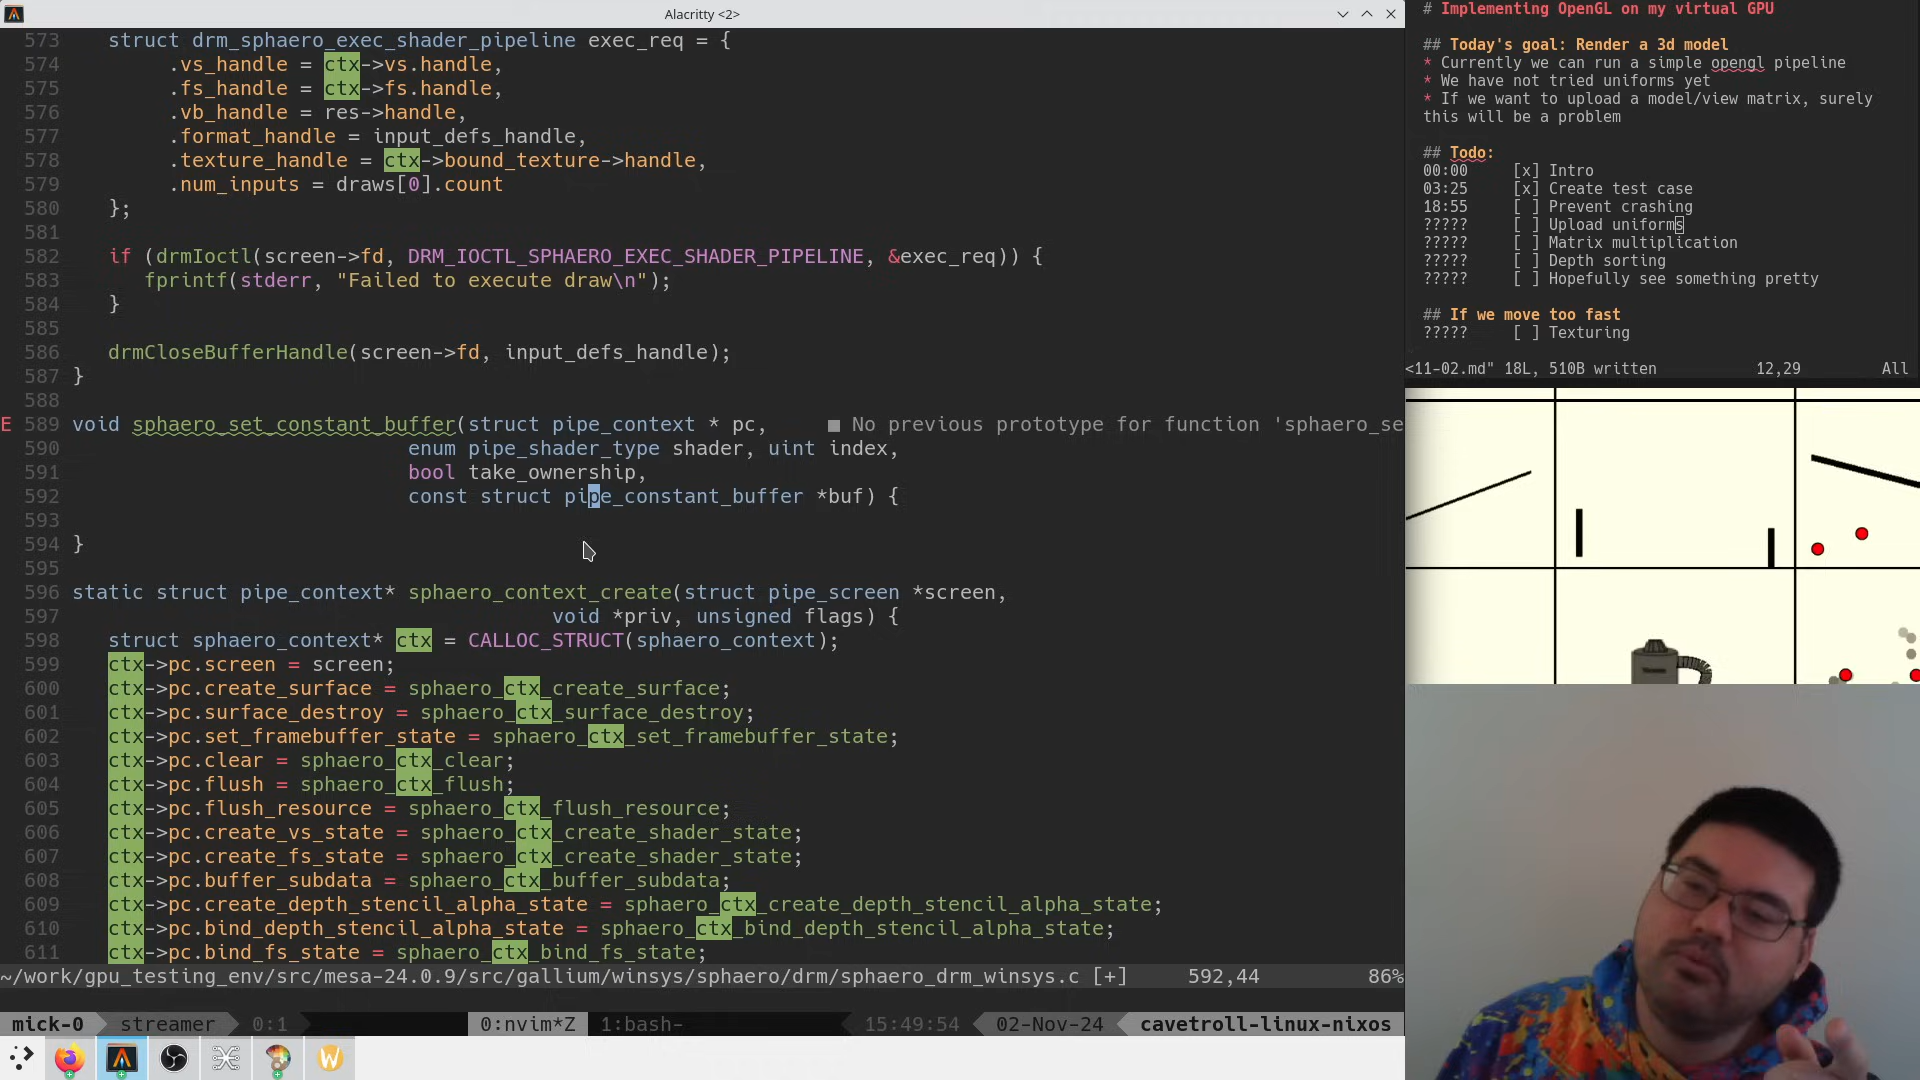 Alacritty <2>
573 struct drm_sphaero_exec_shader_pipeline exec_req = {
574 .vs_handle = ctx->vs.handle,
575 .fs_handle = ctx->fs.handle,
576 .vb_handle = res->handle,
577 .format_handle = input_defs_handle,
578 .texture_handle = ctx->bound_texture->handle,
579 .num_inputs = draws[0].count
580 };
581
582 if (drmIoctl(screen->fd, DRM_IOCTL_SPHAERO_EXEC_SHADER_PIPELINE, &exec_req)) {
583 fprintf(stderr, "Failed to execute draw\n");
584 }
585
586 drmCloseBufferHandle(screen->fd, input_defs_handle);
587 }
588
E 589 void sphaero_set_constant_buffer(struct pipe_context * pc, ■ No previous prototype for function 'sphaero_se
590 enum pipe_shader_type shader, uint index,
591 bool take_ownership,
592 const struct pipe_constant_buffer *buf) {
593
594 }
595
596 static struct pipe_context* sphaero_context_create(struct pipe_screen *screen,
597 void *priv, unsigned flags) {
598 struct sphaero_context* ctx = CALLOC_STRUCT(sphaero_context);
599 ctx->pc.screen = screen;
600 ctx->pc.create_surface = sphaero_ctx_create_surface;
601 ctx->pc.surface_destroy = sphaero_ctx_surface_destroy;
602 ctx->pc.set_framebuffer_state = sphaero_ctx_set_framebuffer_state;
603 ctx->pc.clear = sphaero_ctx_clear;
604 ctx->pc.flush = sphaero_ctx_flush;
605 ctx->pc.flush_resource = sphaero_ctx_flush_resource;
606 ctx->pc.create_vs_state = sphaero_ctx_create_shader_state;
607 ctx->pc.create_fs_state = sphaero_ctx_create_shader_state;
608 ctx->pc.buffer_subdata = sphaero_ctx_buffer_subdata;
609 ctx->pc.create_depth_stencil_alpha_state = sphaero_ctx_create_depth_stencil_alpha_state;
610 ctx->pc.bind_depth_stencil_alpha_state = sphaero_ctx_bind_depth_stencil_alpha_state;
611 ctx->pc.bind_fs_state = sphaero_ctx_bind_fs_state;
~/work/gpu_testing_env/src/mesa-24.0.9/src/gallium/winsys/sphaero/drm/sphaero_drm_winsys.c [+] 592,44 86%
mick-0 streamer 0:1 0:nvim*Z 1:bash- 15:49:54 02-Nov-24 cavetroll-linux-nixos
# Implementing OpenGL on my virtual GPU
## Today's goal: Render a 3d model
* Currently we can run a simple opengl pipeline
* We have not tried uniforms yet
* If we want to upload a model/view matrix, surely
this will be a problem
## Todo:
00:00 [x] Intro
03:25 [x] Create test case
18:55 [ ] Prevent crashing
????? [ ] Upload uniforms
????? [ ] Matrix multiplication
????? [ ] Depth sorting
????? [ ] Hopefully see something pretty
## If we move too fast
????? [ ] Texturing
<11-02.md" 18L, 510B written 12,29 All